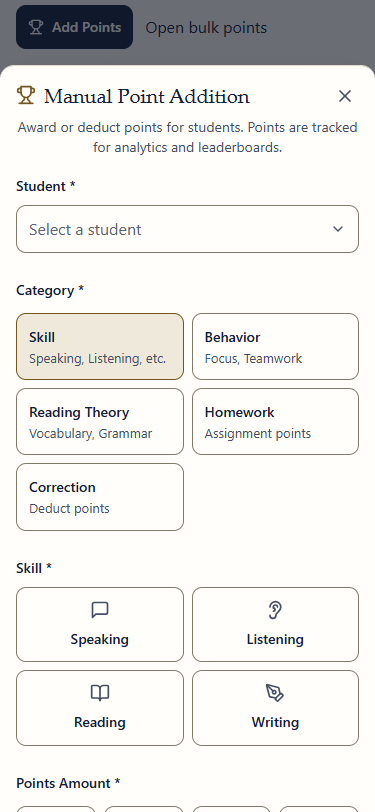 Add Points
Open bulk points
Manual Point Addition
Award or deduct points for students. Points are tracked
for analytics and leaderboards.
Student *
Select a student
Category *
Skill
Speaking, Listening, etc.
Behavior
Focus, Teamwork
Reading Theory
Vocabulary, Grammar
Homework
Assignment points
Correction
Deduct points
Skill *
Speaking
Listening
Reading
Writing
Points Amount *